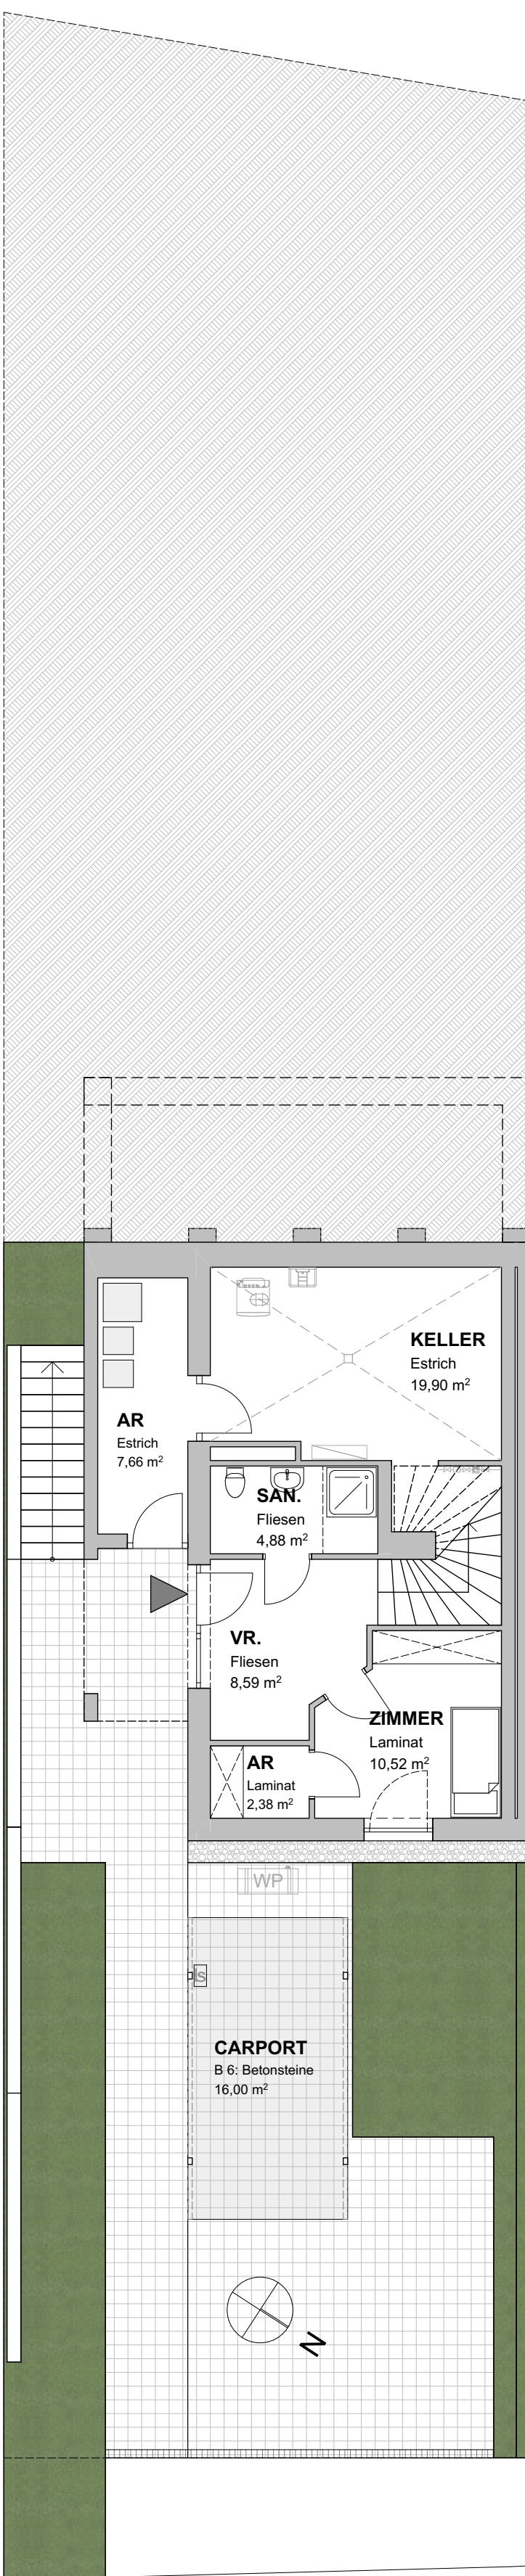 KELLER
Estrich
19,90 m²
AR
Estrich
7,66 m²
SAN.
Fliesen
4,88 m²
VR.
Fliesen
8,59 m²
ZIMMER
Laminat
10,52 m²
AR
Laminat
2,38 m²
WP
ls
CARPORT
B 6: Betonsteine
16,00 m²
N